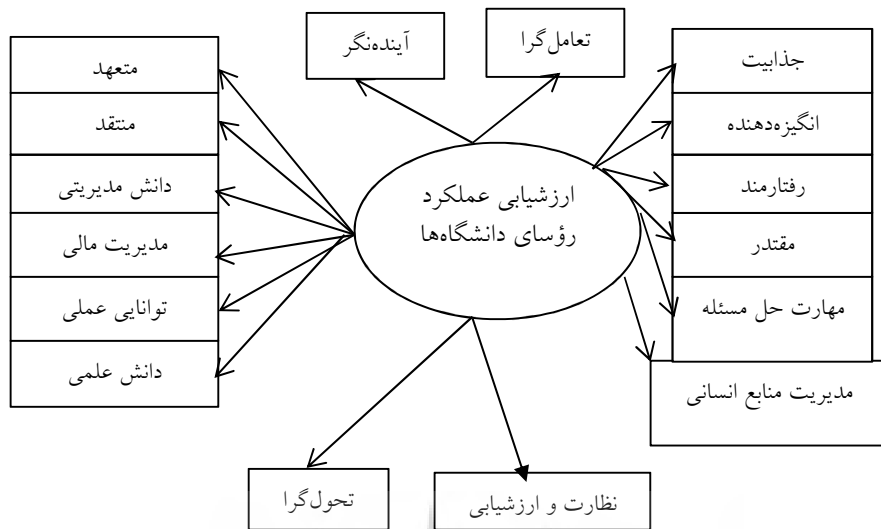 تعامل‌گرا
آینده‌نگر
جذابیت
انگیزه‌دهنده
رفتارمند
مقتدر
مهارت حل مسئله
مدیریت منابع انسانی
ارزشیابی عملکرد
رؤسای دانشگاه‌ها
متعهد
منتقد
دانش مدیریتی
مدیریت مالی
توانایی عملی
دانش علمی
نظارت و ارزشیابی
تحول‌گرا